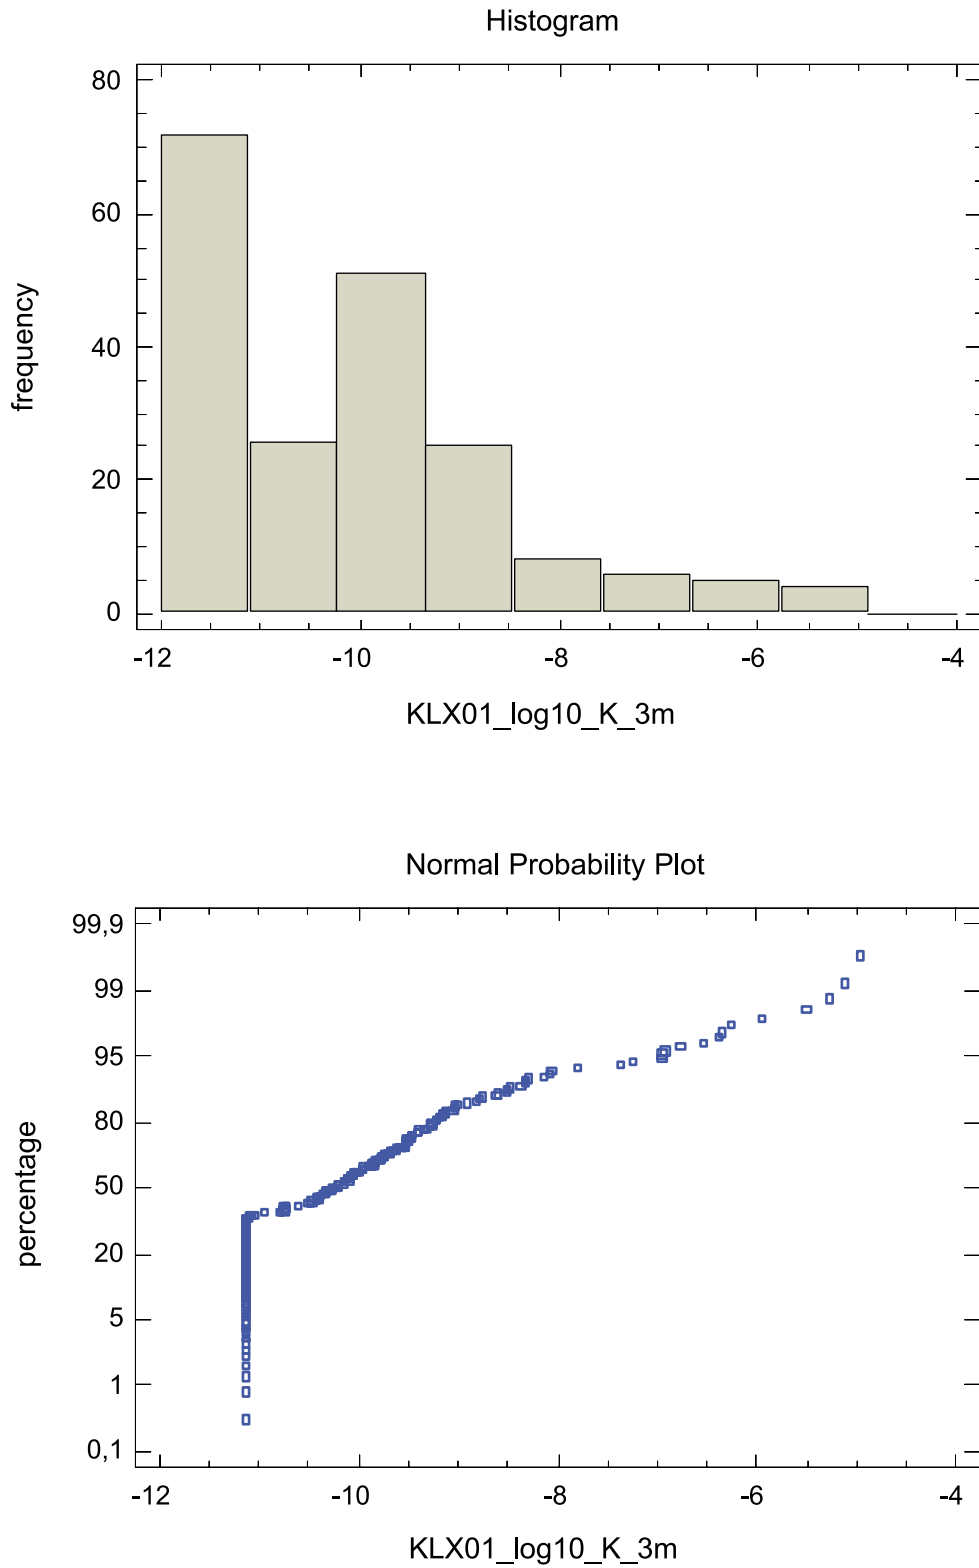 Histogram
80
60
40
20
0
frequency
-12 -10 -8 -6 -4
KLX01_log10_K_3m
Normal Probability Plot
99,9
99
95
80
50
20
5
1
0,1
percentage
-12 -10 -8 -6 -4
KLX01_log10_K_3m